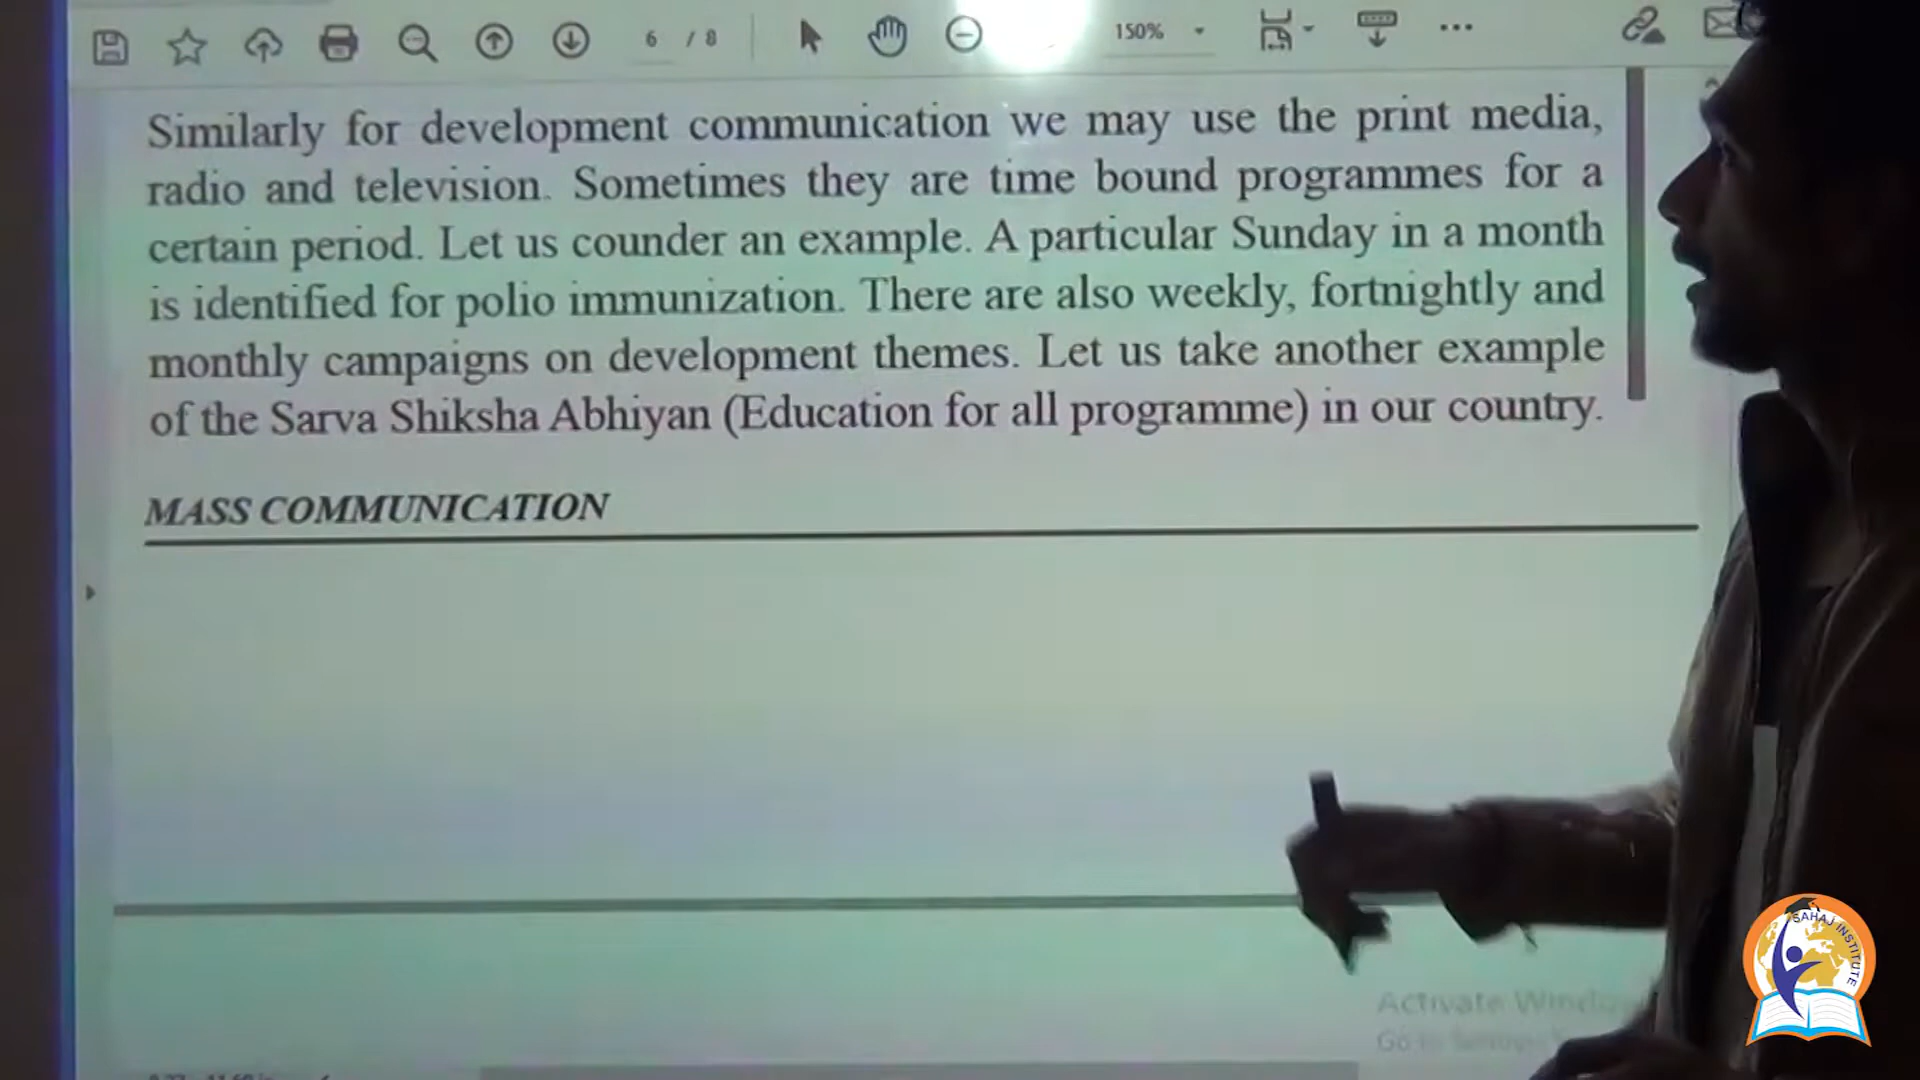 6 / 8 150%
Similarly for development communication we may use the print media,
radio and television. Sometimes they are time bound programmes for a
certain period. Let us counder an example. A particular Sunday in a month
is identified for polio immunization. There are also weekly, fortnightly and
monthly campaigns on development themes. Let us take another example
of the Sarva Shiksha Abhiyan (Education for all programme) in our country.
MASS COMMUNICATION
Activate
Go to
SAHAJ INSTITUTE